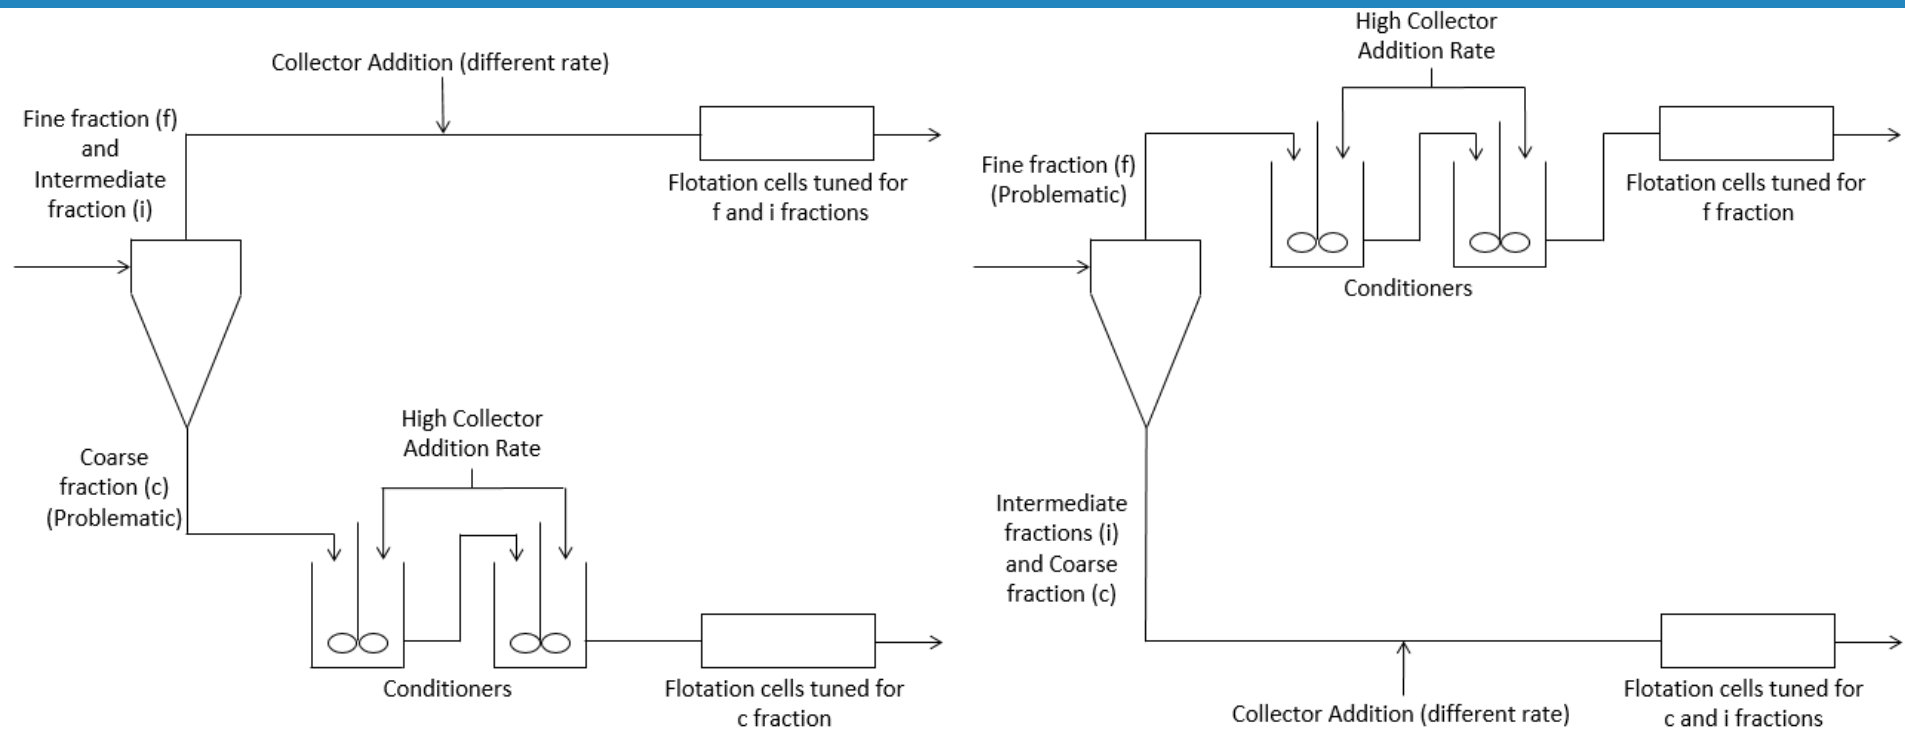 Collector Addition (different rate)
Fine fraction (f)
and
Intermediate
fraction (i)
Flotation cells tuned for
f and i fractions
High Collector
Addition Rate
Coarse
fraction (c)
(Problematic)
Conditioners
Flotation cells tuned for
c fraction
High Collector
Addition Rate
Fine fraction (f)
(Problematic)
Flotation cells tuned for
f fraction
Conditioners
Intermediate
fractions (i)
and Coarse
fraction (c)
Collector Addition (different rate)
Flotation cells tuned for
c and i fractions